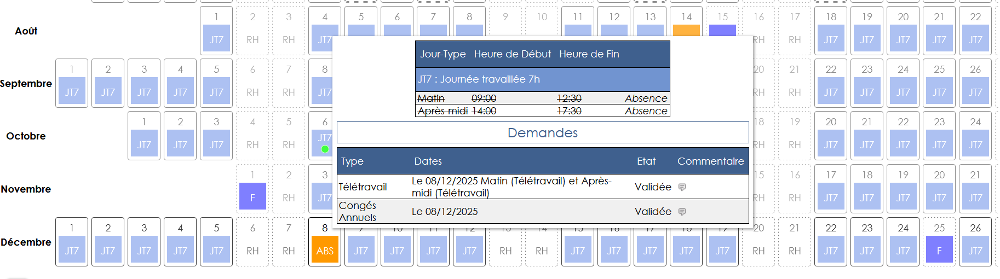 Août
1 2 3 4 5 6 7 8 9 10 11 12 13 14 15 16 17 18 19 20 21 22
JT7 RH RH JT7 RH RH JT7 JT7 JT7 JT7 JT7
Jour-Type Heure de Début Heure de Fin
Septembre
1 2 3 4 5 6 7 8 20 21 22 23 24 25 26
JT7 JT7 JT7 JT7 JT7 RH RH JT7 RH RH JT7 JT7 JT7 JT7 JT7
JT7 : Journée travaillée 7h
Matin 09:00 12:30 Absence
Après midi 14:00 17:30 Absence
Octobre
1 2 3 4 5 6 18 19 20 21 22 23 24
JT7 JT7 JT7 RH RH JT7 RH RH JT7 JT7 JT7 JT7 JT7
Demandes
Type Dates Etat Commentaire
Télétravail Le 08/12/2025 Matin (Télétravail) et Après-
midi (Télétravail) Validée
Congés
Annuels Le 08/12/2025 Validée
Novembre
1 2 3 15 16 17 18 19 20 21
F RH JT7 RH RH JT7 JT7 JT7 JT7 JT7
Décembre
1 2 3 4 5 6 7 8 9 10 11 12 13 14 15 16 17 18 19 20 21 22 23 24 25 26
JT7 JT7 JT7 JT7 JT7 RH RH ABS JT7 JT7 JT7 JT7 RH RH JT7 JT7 JT7 JT7 JT7 RH RH JT7 JT7 JT7 F JT7